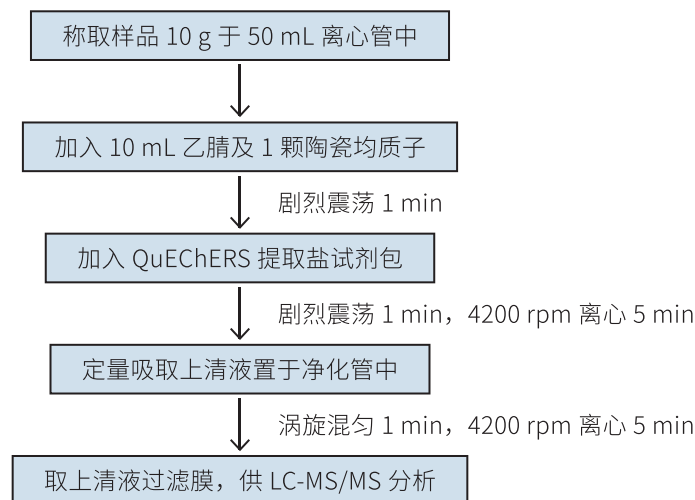 称取样品 10 g 于 50 mL 离心管中
加入 10 mL 乙腈及 1 颗陶瓷均质子
剧烈震荡 1 min
加入 QuEChERS 提取盐试剂包
剧烈震荡 1 min，4200 rpm 离心 5 min
定量吸取上清液置于净化管中
涡旋混匀 1 min，4200 rpm 离心 5 min
取上清液过滤膜，供 LC-MS/MS 分析